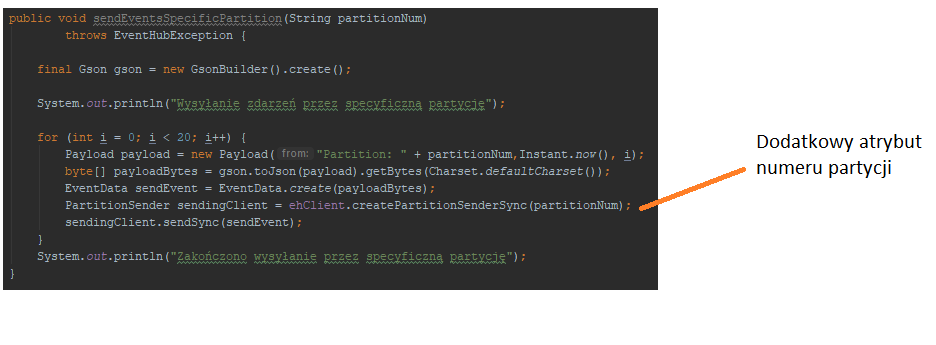 public void sendEventsSpecificPartition(String partitionNum)
throws EventHubException {
final Gson gson = new GsonBuilder().create();
System.out.println("Wysyłanie zdarzeń przez specyficzną partycję");
for (int i = 0; i < 20; i++) {
Payload payload = new Payload( from: "Partition: " + partitionNum,Instant.now(), i);
byte[] payloadBytes = gson.toJson(payload).getBytes(Charset.defaultCharset());
EventData sendEvent = EventData.create(payloadBytes);
PartitionSender sendingClient = ehClient.createPartitionSenderSync(partitionNum);
sendingClient.sendSync(sendEvent);
}
System.out.println("Zakończono wysyłanie przez specyficzną partycję");
}
Dodatkowy atrybut
numeru partycji